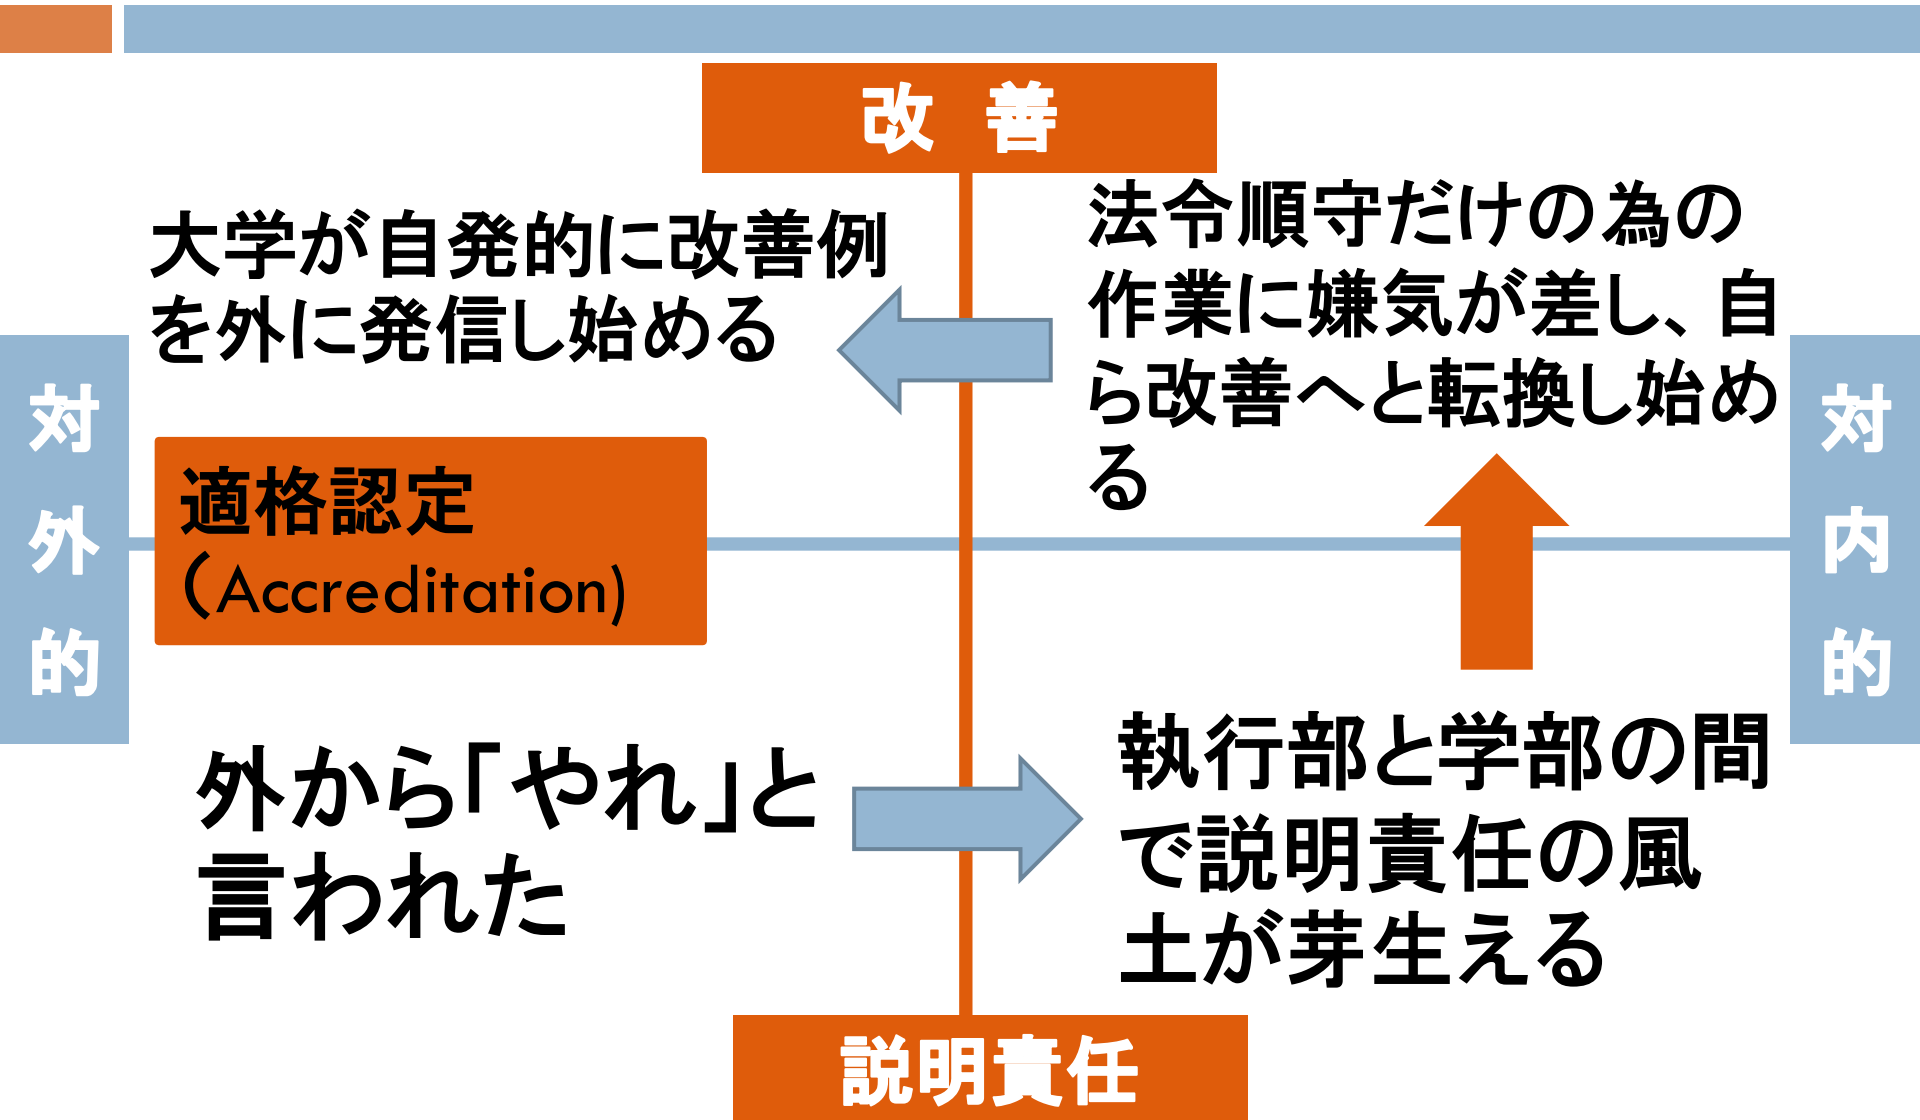 改　善
大学が自発的に改善例
を外に発信し始める
法令順守だけの為の
作業に嫌気が差し、自
ら改善へと転換し始め
る
対
外
的
適格認定
（Accreditation)
対
内
的
外から「やれ」と
言われた
執行部と学部の間
で説明責任の風
土が芽生える
説明責任